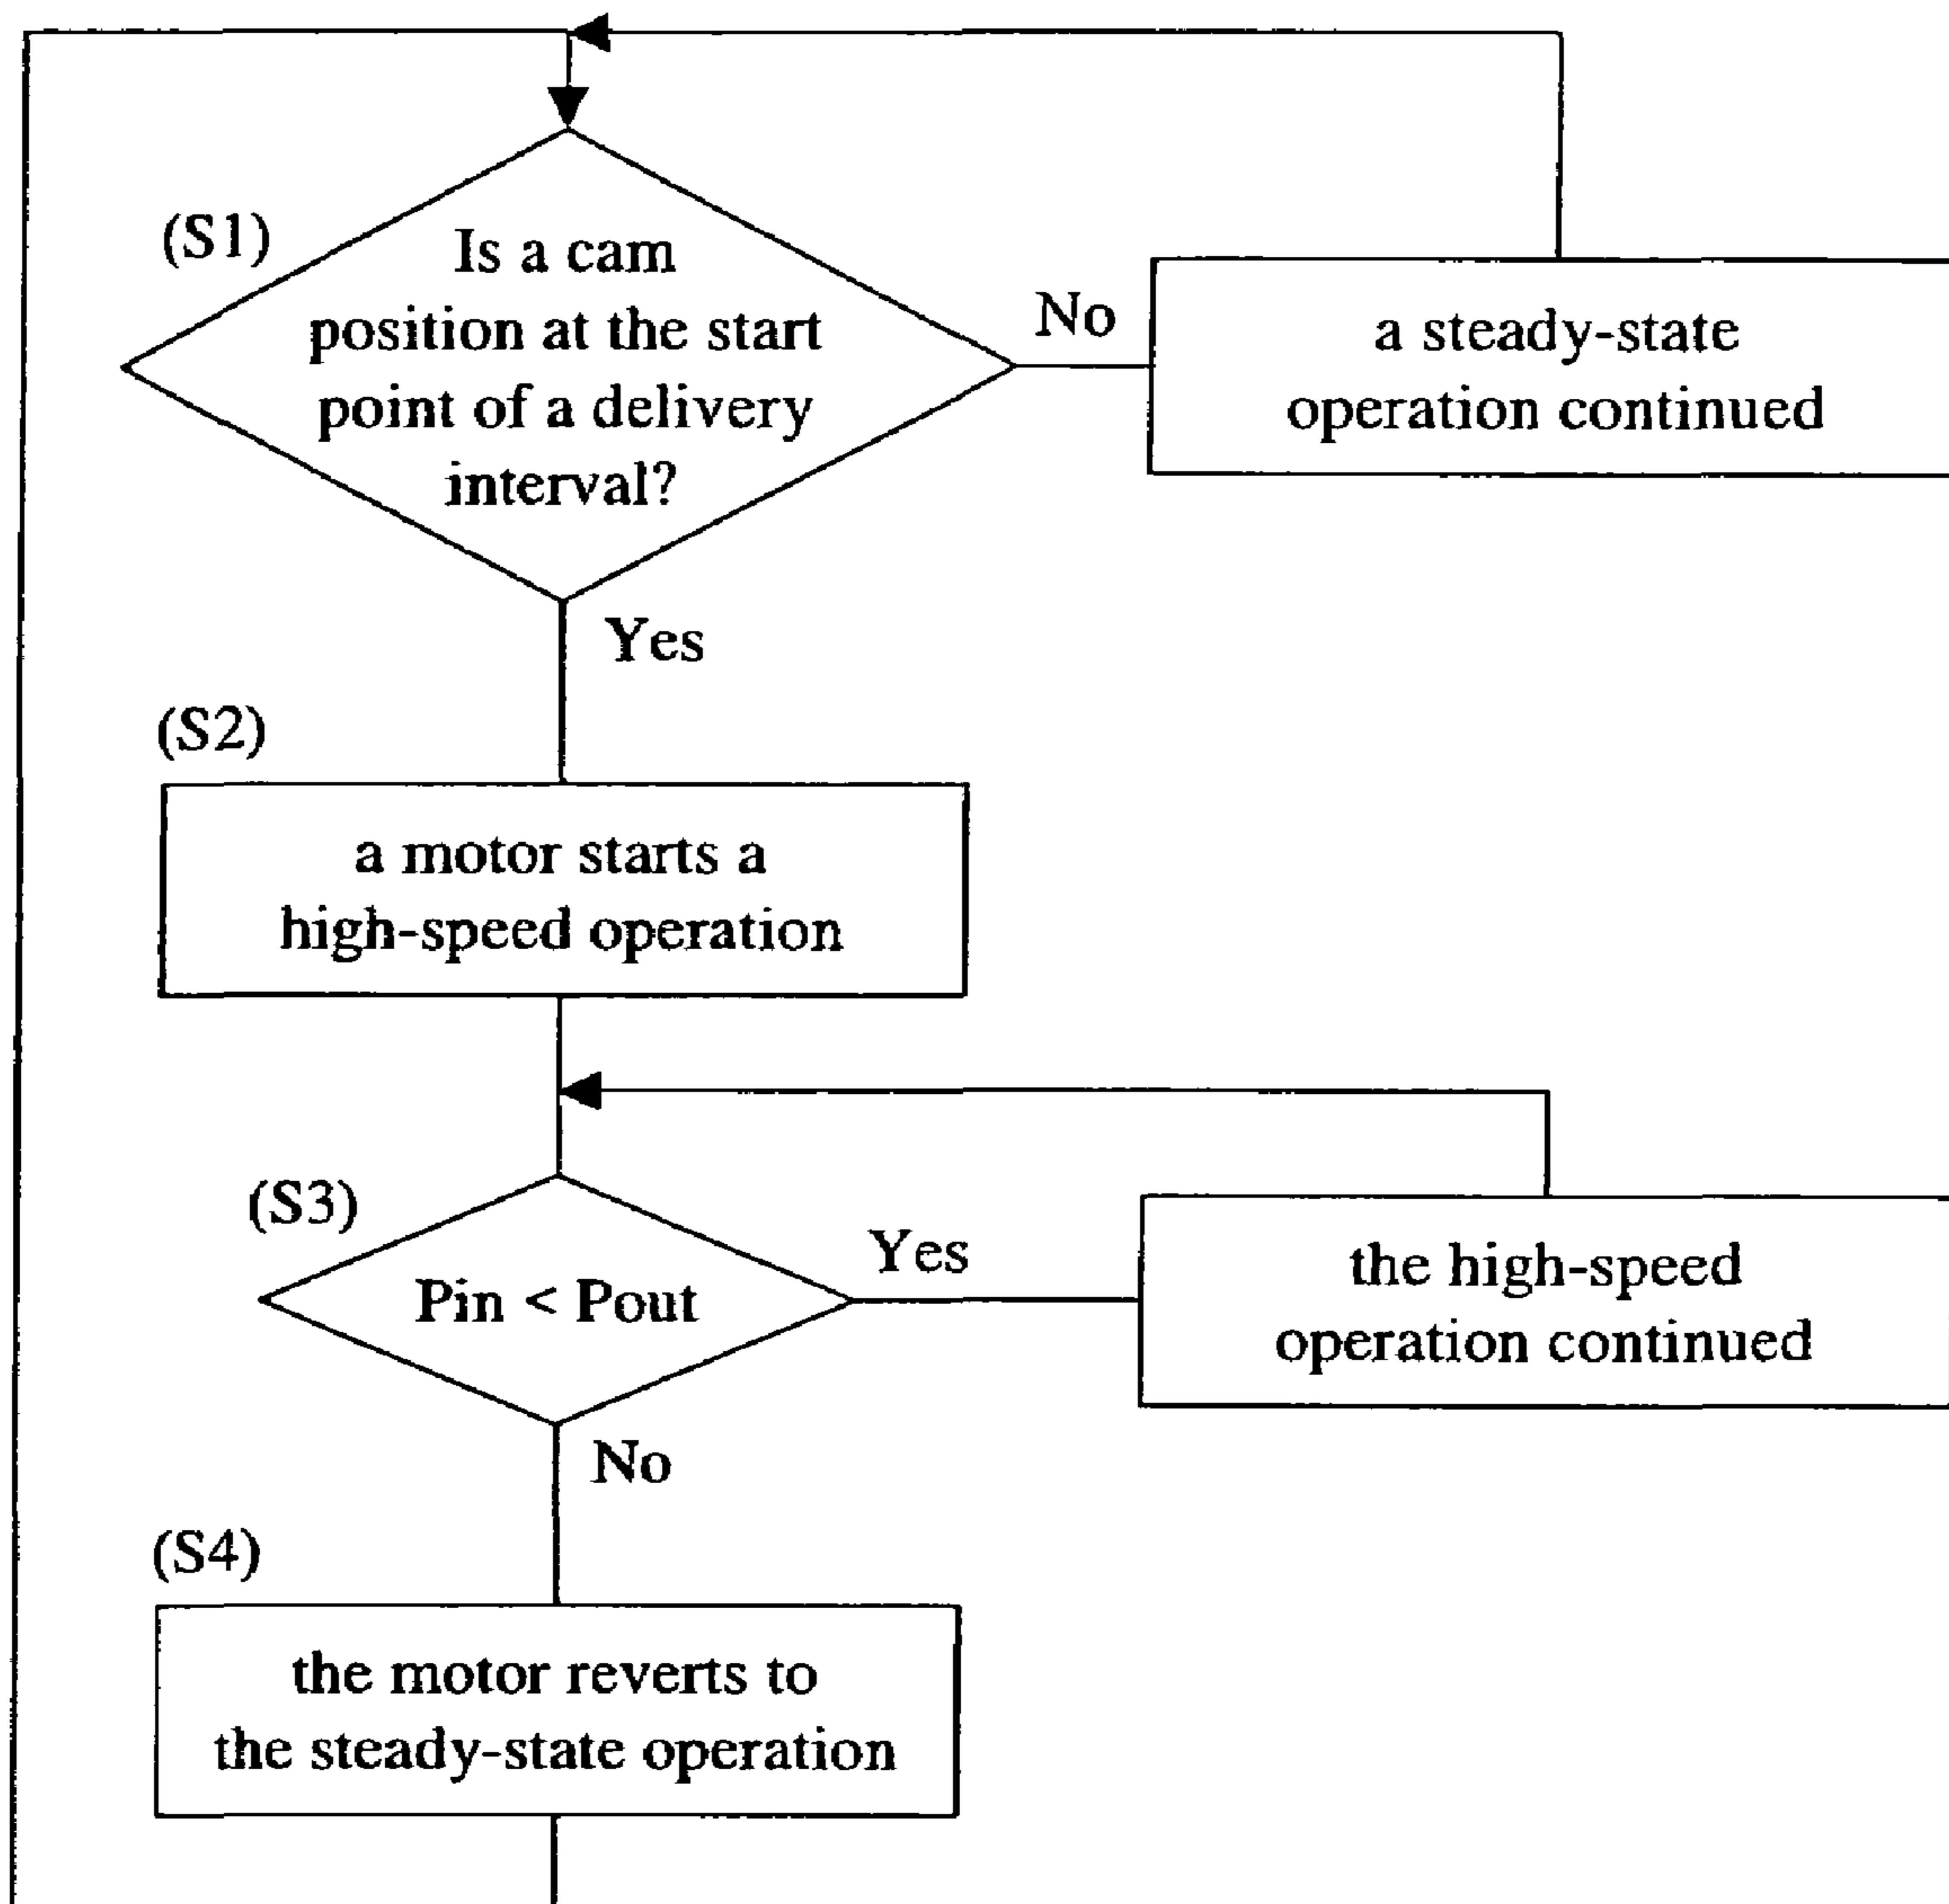 (S1)
Is a cam
position at the start
point of a delivery
interval?
No
a steady-state
operation continued
Yes
(S2)
a motor starts a
high-speed operation
(S3)
Pin < Pout
Yes
the high-speed
operation continued
No
(S4)
the motor reverts to
the steady-state operation